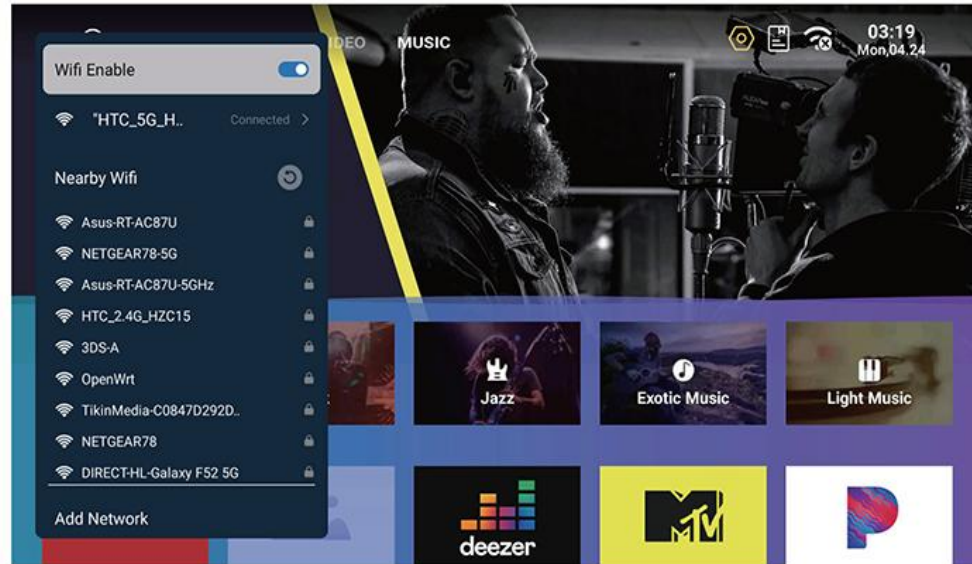 IDEO MUSIC
03:19
Mon,04.24
Wifi Enable
"HTC_5G_H.. Connected >
Nearby Wifi
Asus-RT-AC87U
NETGEAR78-5G
Asus-RT-AC87U-5GHz
HTC_2.4G_HZC15
3DS-A
OpenWrt
TikinMedia-C0847D292D..
NETGEAR78
DIRECT-HL-Galaxy F52 5G
Add Network
Jazz
Exotic Music
Light Music
deezer
MTV